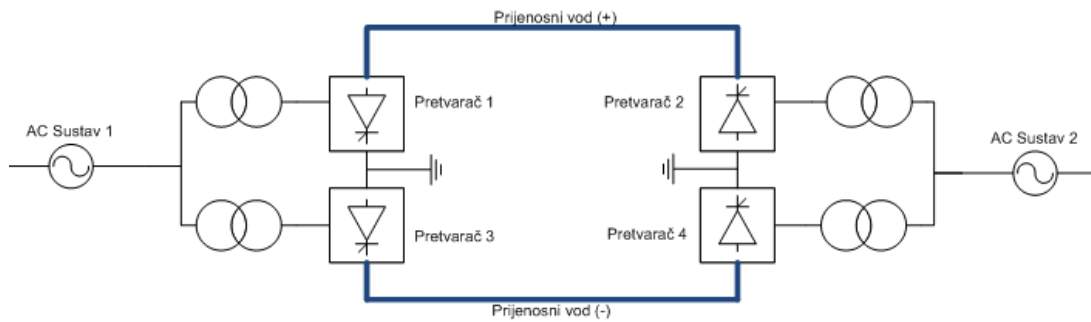 Prijenosni vod (+)
Pretvarač 1
Pretvarač 2
AC Sustav 1
AC Sustav 2
Pretvarač 3
Pretvarač 4
Prijenosni vod (-)